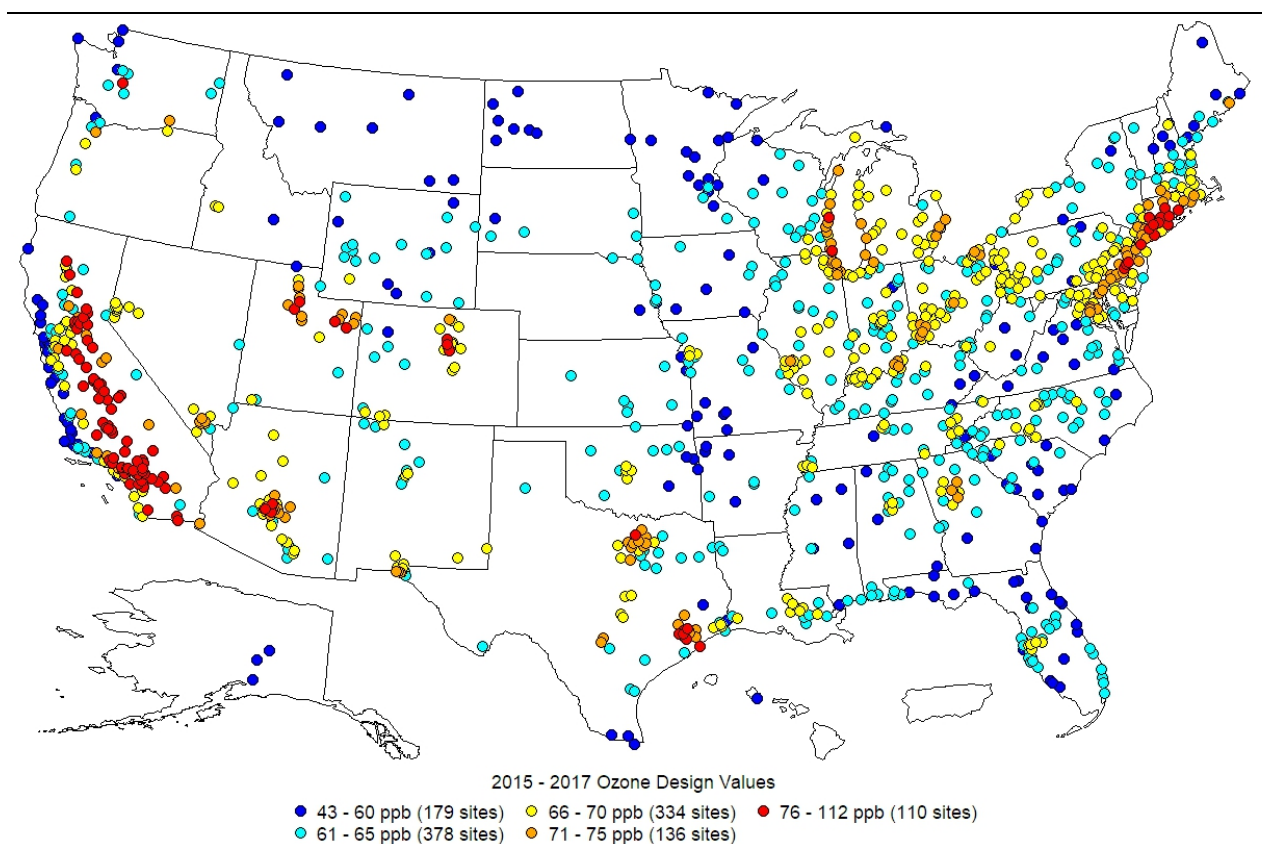 2015 - 2017 Ozone Design Values
43 - 60 ppb (179 sites) 66 - 70 ppb (334 sites) 76 - 112 ppb (110 sites)
61 - 65 ppb (378 sites) 71 - 75 ppb (136 sites)